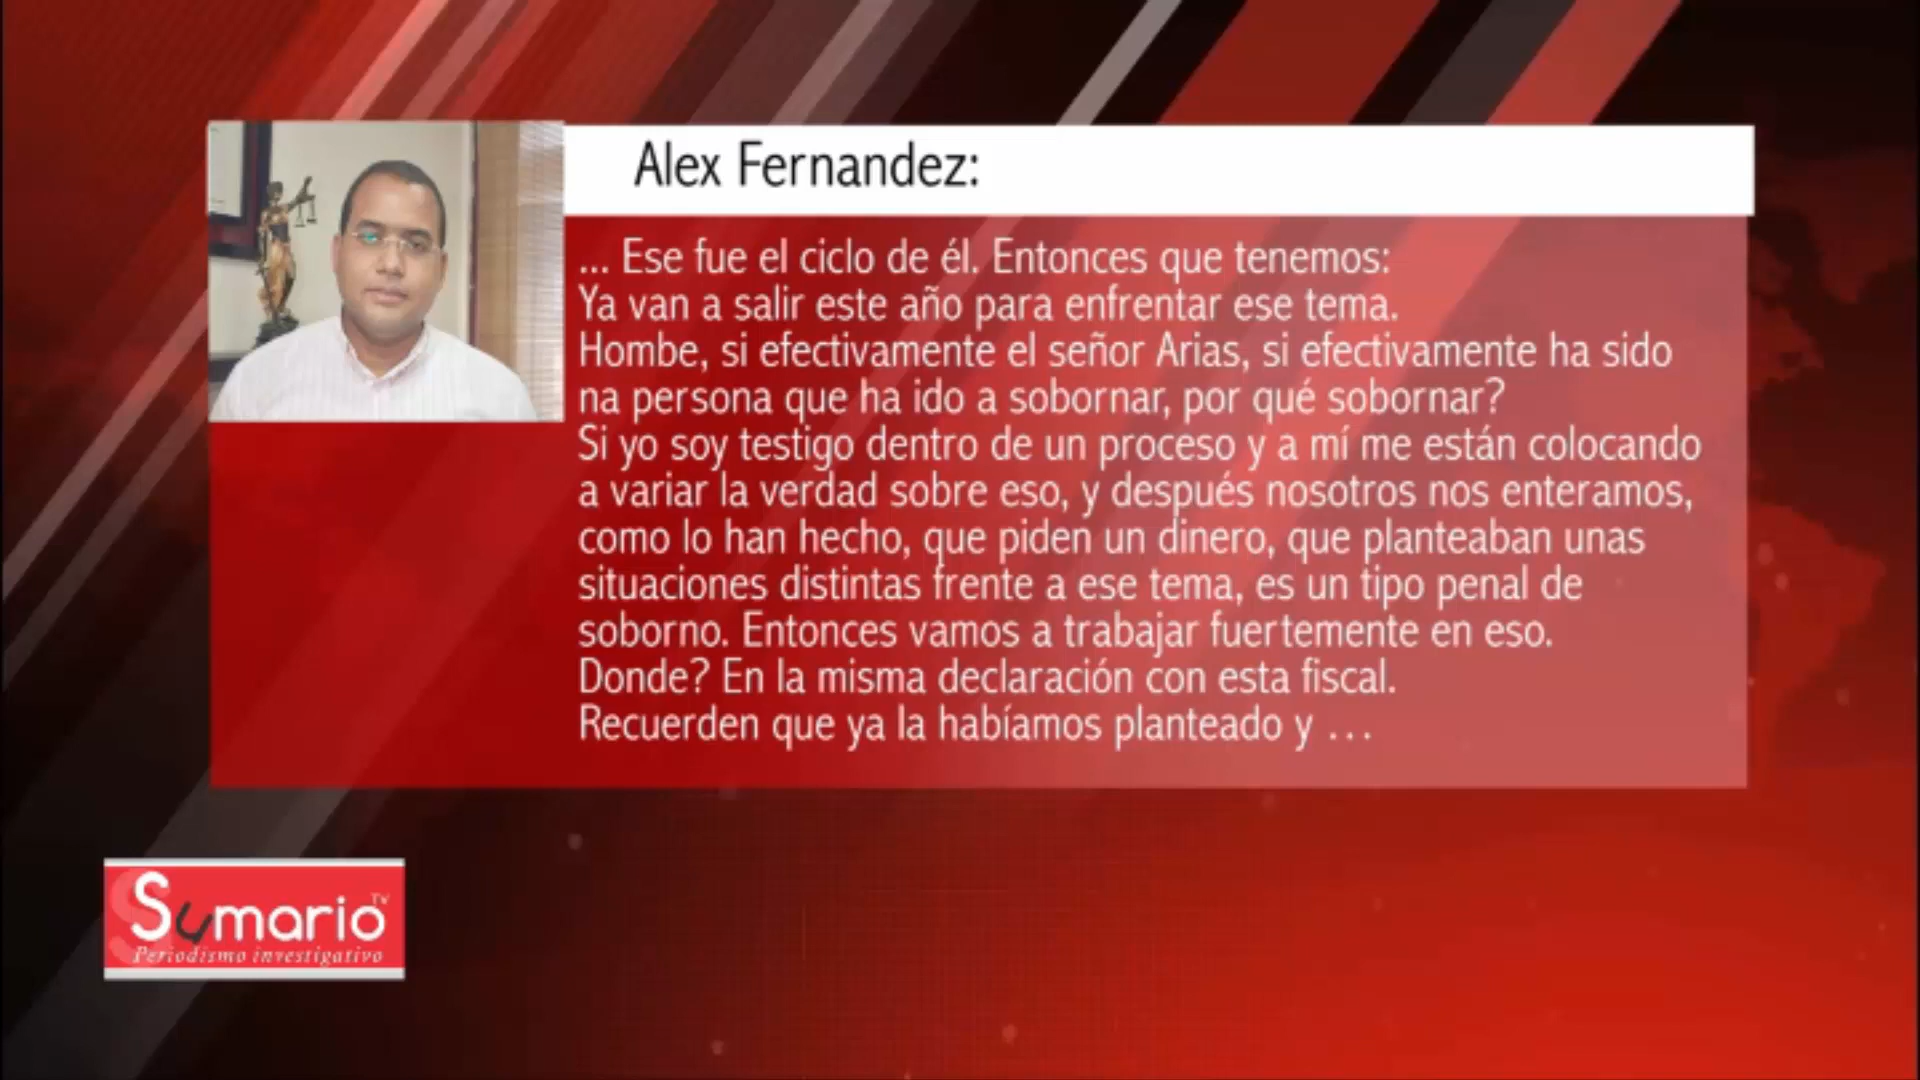 Alex Fernandez:
... Ese fue el ciclo de él. Entonces que tenemos:
Ya van a salir este año para enfrentar ese tema.
Hombe, si efectivamente el señor Arias, si efectivamente ha sido
na persona que ha ido a sobornar, por qué sobornar?
Si yo soy testigo dentro de un proceso y a mí me están colocando
a variar la verdad sobre eso, y después nosotros nos enteramos,
como lo han hecho, que piden un dinero, que planteaban unas
situaciones distintas frente a ese tema, es un tipo penal de
soborno. Entonces vamos a trabajar fuertemente en eso.
Donde? En la misma declaración con esta fiscal.
Recuerden que ya la habíamos planteado y ...
Sumario TV
Periodismo investigativo